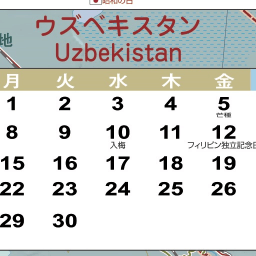 昭和の日
ウズベキスタン
地
Uzbekistan
月 火 水 木 金
1 2 3 4 5
芒種
8 9 10 11 12
入梅 フィリピン独立記念日
15 16 17 18 19
22 23 24 25 26
29 30